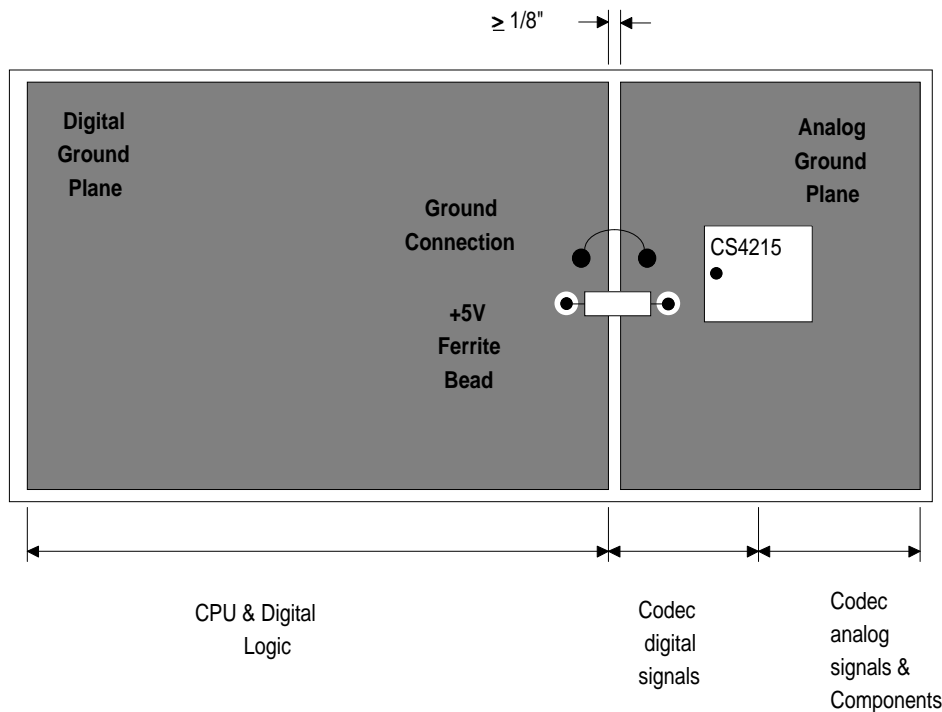 ≥ 1/8"
Digital
Ground
Plane
Analog
Ground
Plane
Ground
Connection
CS4215
+5V
Ferrite
Bead
CPU & Digital
Logic
Codec
digital
signals
Codec
analog
signals &
Components